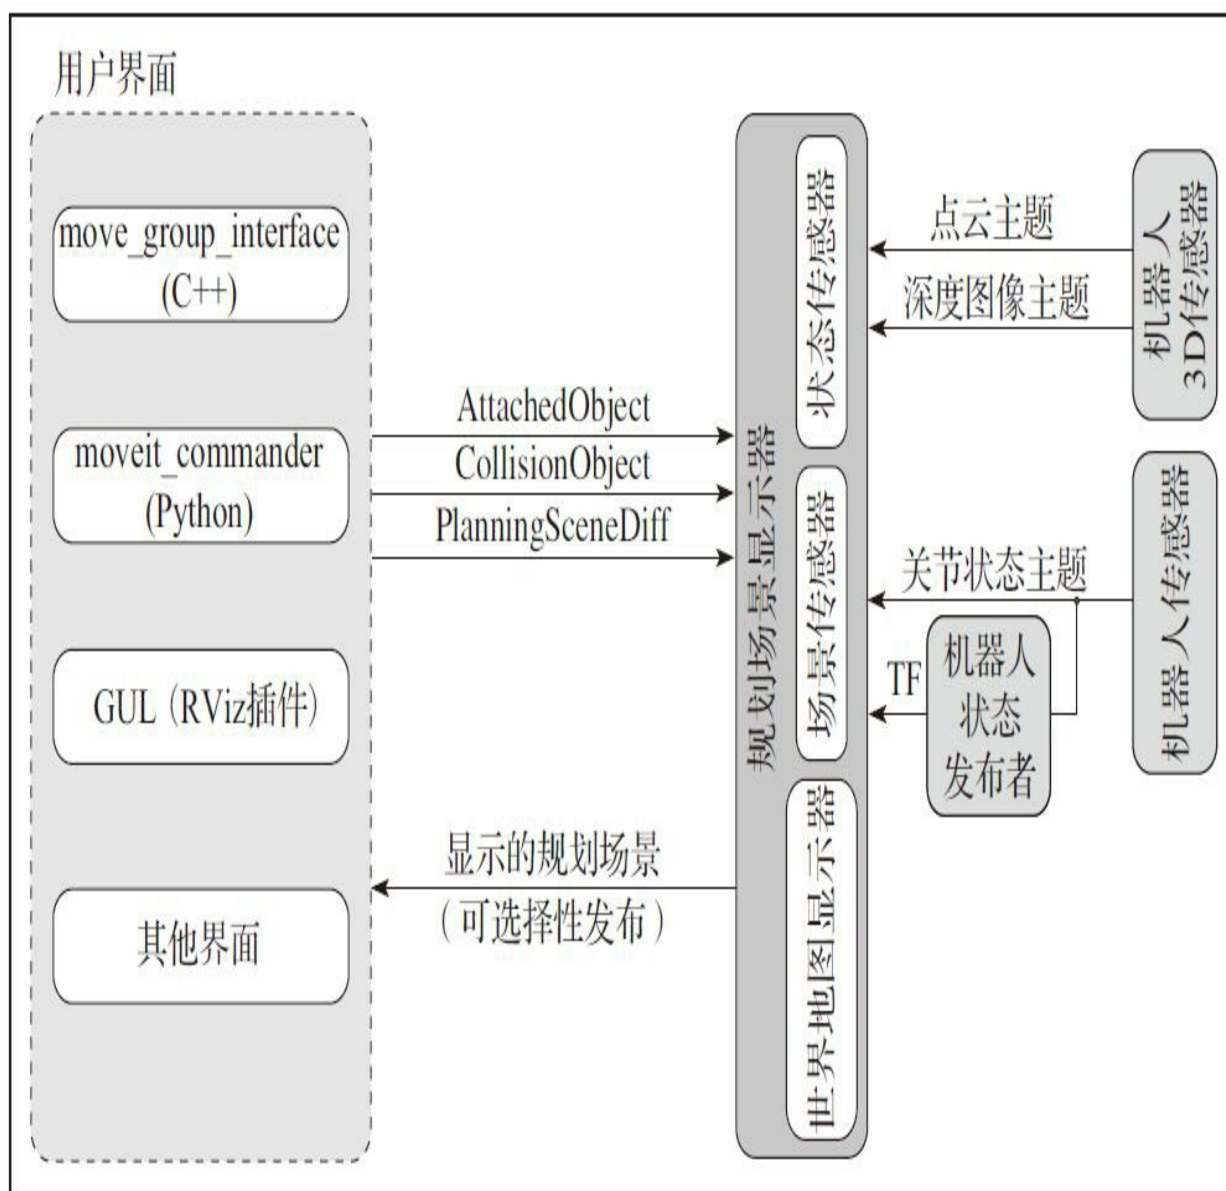 用户界面
move_group_interface
(C++)
moveit_commander
(Python)
GUL (RViz插件)
其他界面
AttachedObject
CollisionObject
PlanningSceneDiff
显示的规划场景
(可选择性发布)
规划场景显示器
状态传感器
场景传感器
世界地图显示器
点云主题
深度图像主题
关节状态主题
TF
机器人
状态
发布者
机器人
3D传感器
机器人传感器